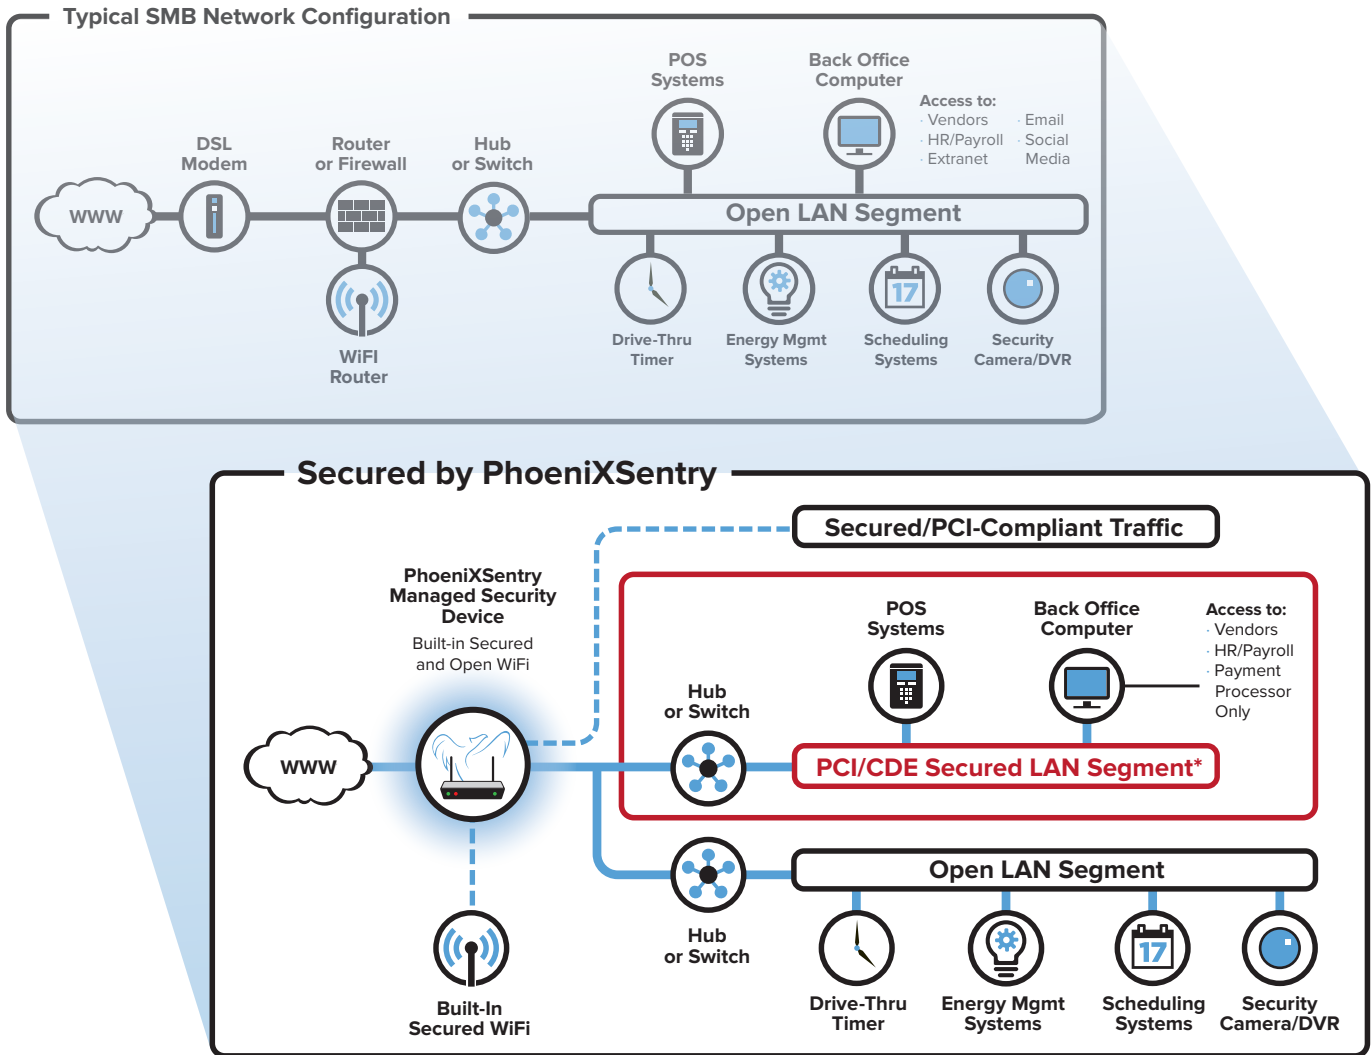 Typical SMB Network Configuration
POS
Systems
Back Office
Computer
Access to:
· Vendors
· HR/Payroll
· Extranet
· Email
· Social
Media
DSL
Modem
Router
or Firewall
Hub
or Switch
WWW
Open LAN Segment
WiFI
Router
Drive-Thru
Timer
Energy Mgmt
Systems
17
Scheduling
Systems
Security
Camera/DVR
Secured by PhoeniXSentry
Secured/PCI-Compliant Traffic
PhoeniXSentry
Managed Security
Device
Built-in Secured
and Open WiFi
POS
Systems
Back Office
Computer
Access to:
· Vendors
· HR/Payroll
· Payment
Processor
Only
Hub
or Switch
WWW
PCI/CDE Secured LAN Segment*
Open LAN Segment
Hub
or Switch
Built-In
Secured WiFi
Drive-Thru
Timer
Energy Mgmt
Systems
17
Scheduling
Systems
Security
Camera/DVR